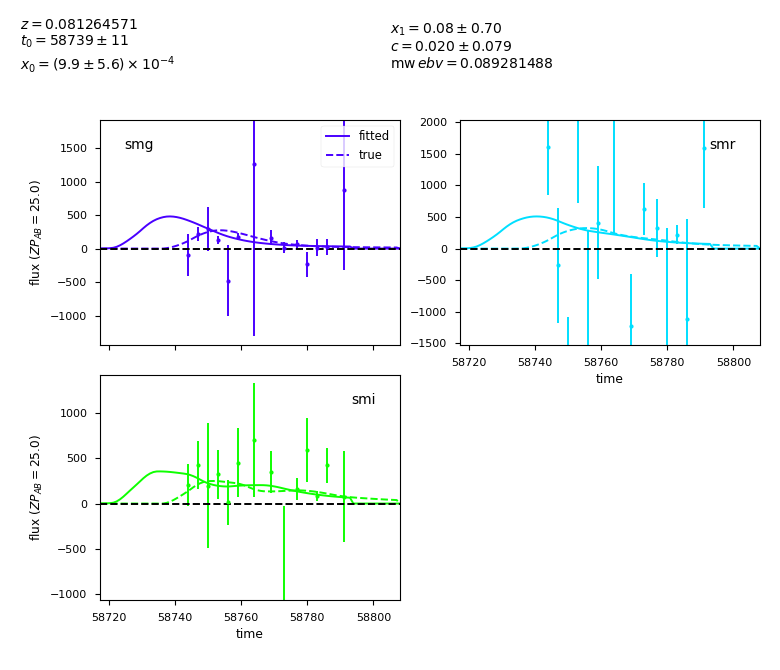 z = 0.081264571
t₀ = 58739 ± 11
x₀ = (9.9 ± 5.6) × 10⁻⁴
x₁ = 0.08 ± 0.70
c = 0.020 ± 0.079
mw ebv = 0.089281488
smg
fitted
true
1500
1000
500
0
−500
−1000
flux (ZP_AB = 25.0)
smr
2000
1500
1000
500
0
−500
−1000
−1500
58720 58740 58760 58780 58800
time
smi
1000
500
0
−500
−1000
flux (ZP_AB = 25.0)
58720 58740 58760 58780 58800
time